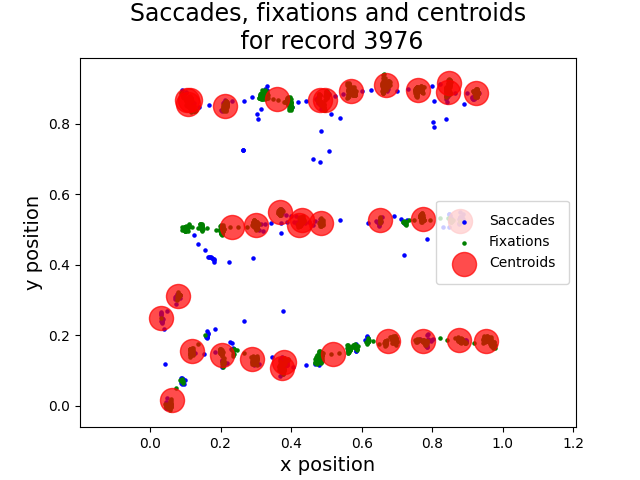 Saccades, fixations and centroids
for record 3976
y position
0.8
0.6
0.4
0.2
0.0
Saccades
Fixations
Centroids
0.0 0.2 0.4 0.6 0.8 1.0 1.2
x position